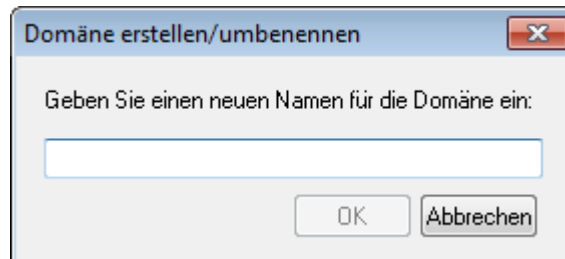 Domäne erstellen/umbenennen
Geben Sie einen neuen Namen für die Domäne ein:
OK Abbrechen